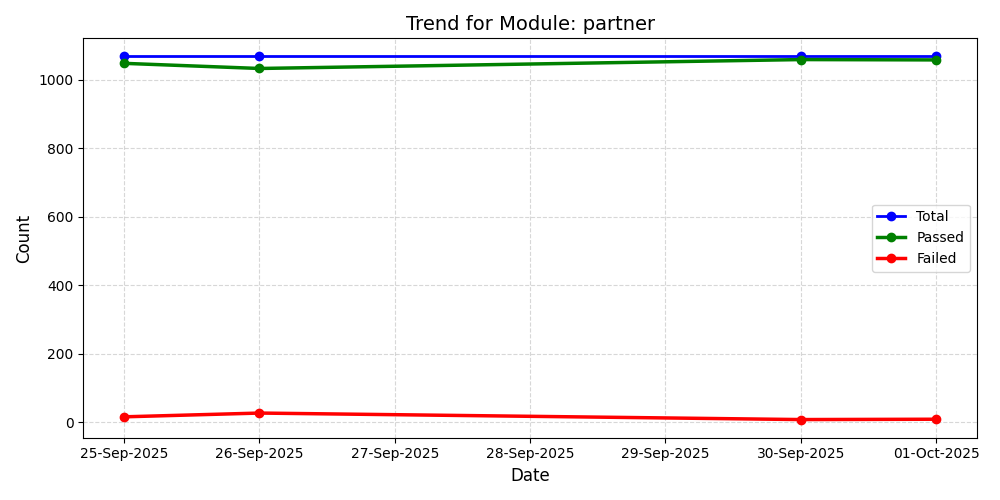 Trend for Module: partner
Count
1000
800
600
400
200
0
Total
Passed
Failed
25-Sep-2025 26-Sep-2025 27-Sep-2025 28-Sep-2025 29-Sep-2025 30-Sep-2025 01-Oct-2025
Date